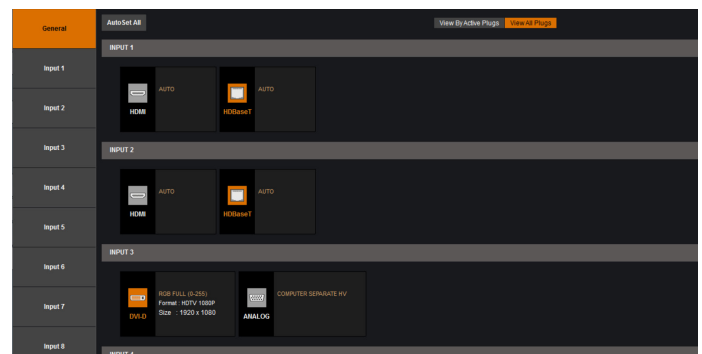 General
AutoSet All
View By Active Plugs
View All Plugs
INPUT 1
Input 1
AUTO
AUTO
HDMI
HDBaseT
Input 2
Input 3
INPUT 2
Input 4
AUTO
AUTO
HDMI
HDBaseT
Input 5
INPUT 3
Input 6
RGB FULL (0-255)
Format : HDTV 1080P
Size : 1920 x 1080
DVI-D
COMPUTER SEPARATE HV
ANALOG
Input 7
Input 8
INPUT 4